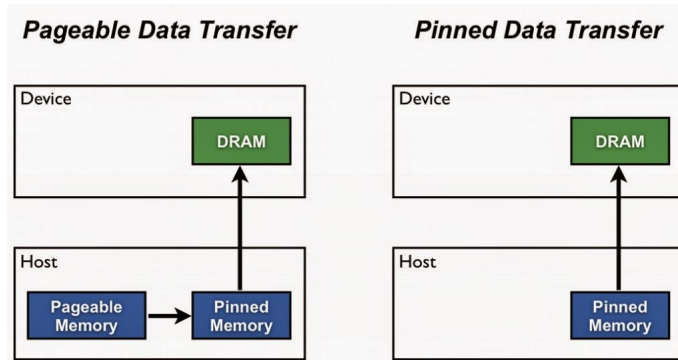 Pageable Data Transfer
Device
DRAM
Host
Pageable
Memory
Pinned
Memory
Pinned Data Transfer
Device
DRAM
Host
Pinned
Memory